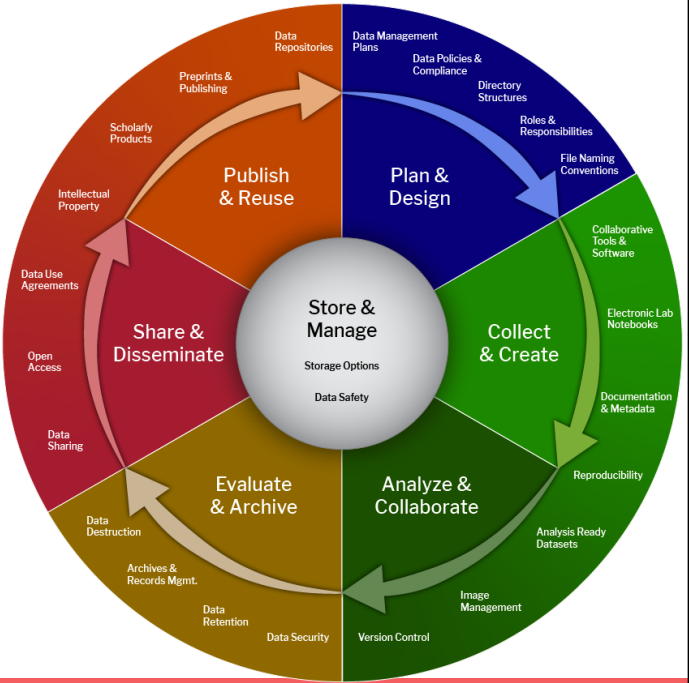 Data
Repositories
Data Management
Plans
Data Policies &
Compliance
Directory
Structures
Roles &
Responsibilities
File Naming
Conventions
Preprints &
Publishing
Scholarly
Products
Intellectual
Property
Publish
& Reuse
Plan &
Design
Collaborative
Tools &
Software
Electronic Lab
Notebooks
Documentation
& Metadata
Reproducibility
Collect
& Create
Store &
Manage
Storage Options
Data Safety
Share &
Disseminate
Data Use
Agreements
Open
Access
Data
Sharing
Evaluate
& Archive
Analyze &
Collaborate
Analysis Ready
Datasets
Image
Management
Version Control
Data Security
Data
Retention
Archives &
Records Mgmt.
Data
Destruction